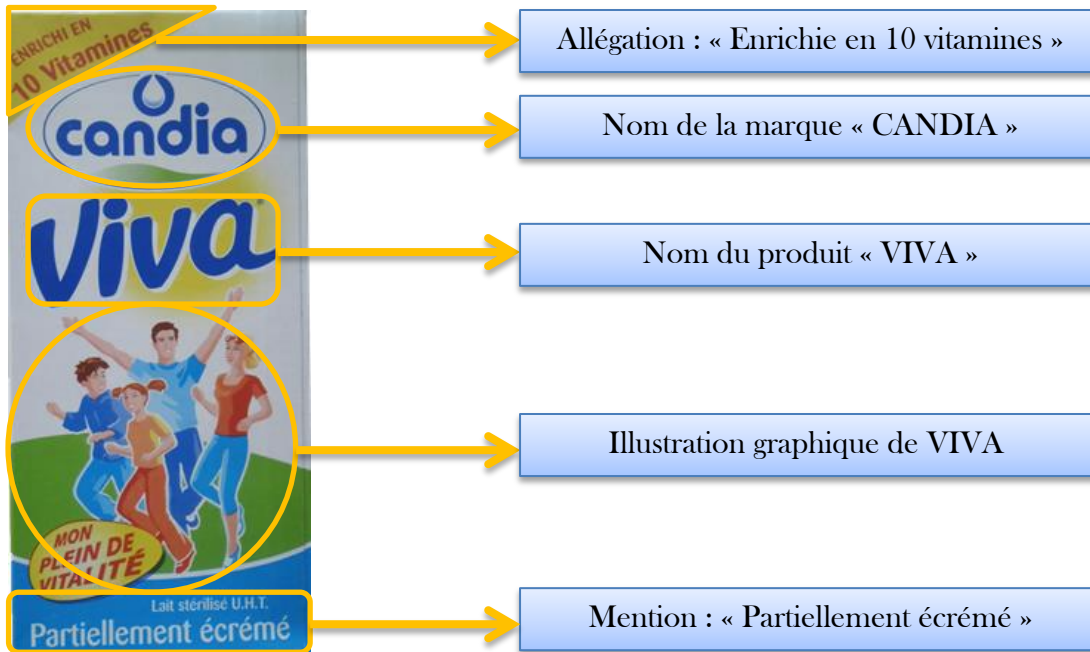 ENRICHI EN
10 Vitamines
candia
Viva
MON
PLEIN DE
VITALITÉ
Lait stérilisé U.H.T.
Partiellement écrémé
Allégation : « Enrichie en 10 vitamines »
Nom de la marque « CANDIA »
Nom du produit « VIVA »
Illustration graphique de VIVA
Mention : « Partiellement écrémé »